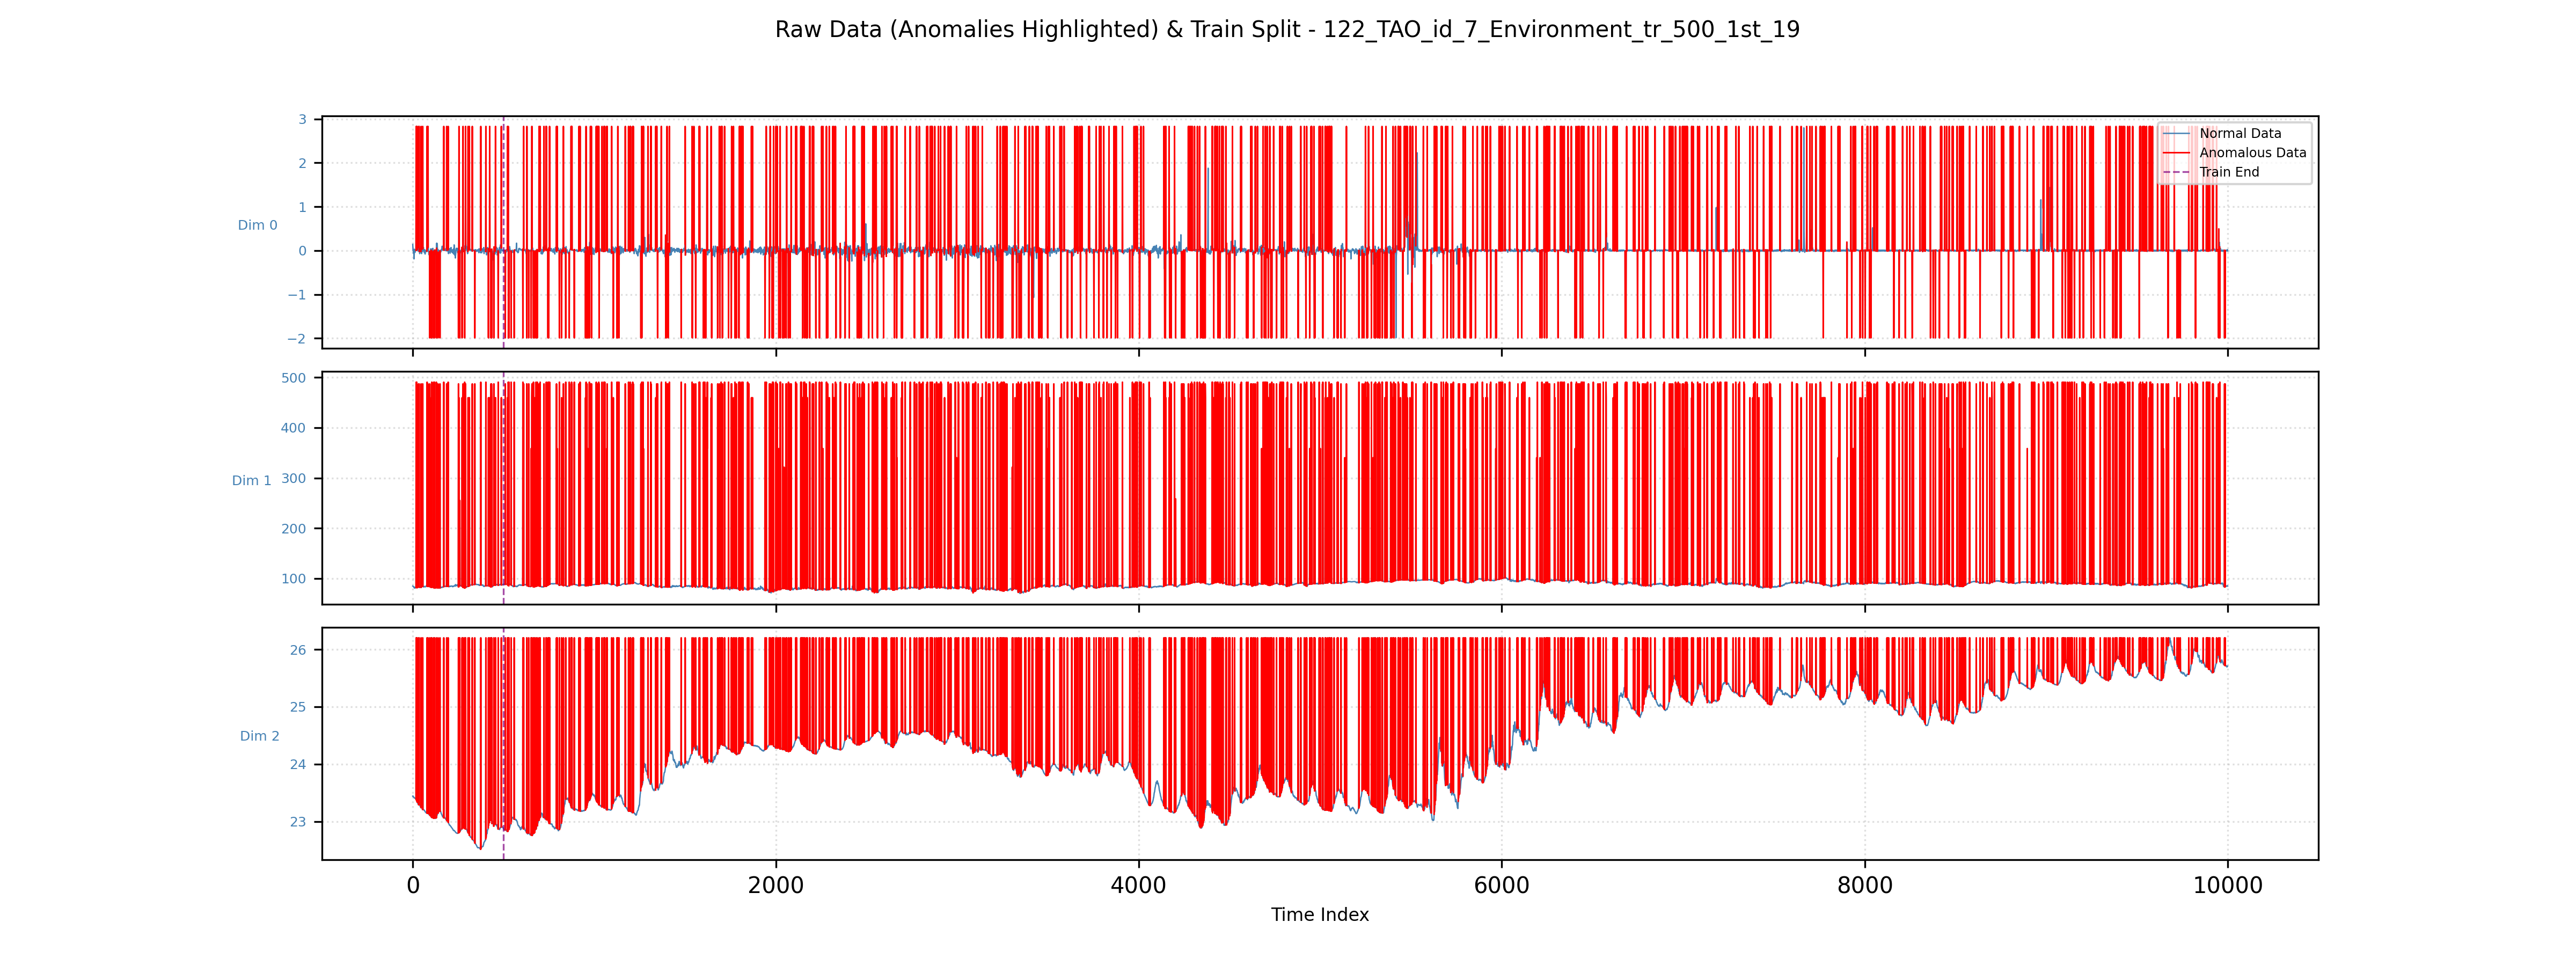 Raw Data (Anomalies Highlighted) & Train Split - 122_TAO_id_7_Environment_tr_500_1st_19
3
2
1
0
−1
−2
Dim 0
Normal Data
Anomalous Data
Train End
500
400
300
200
100
Dim 1
26
25
24
23
Dim 2
0
2000
4000
6000
8000
10000
Time Index